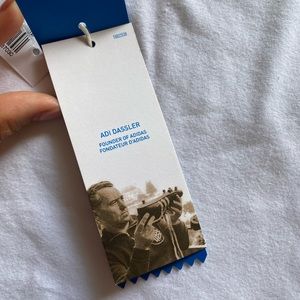 ADI DASSLER
FOUNDER OF ADIDAS
FONDATEUR D'ADIDAS